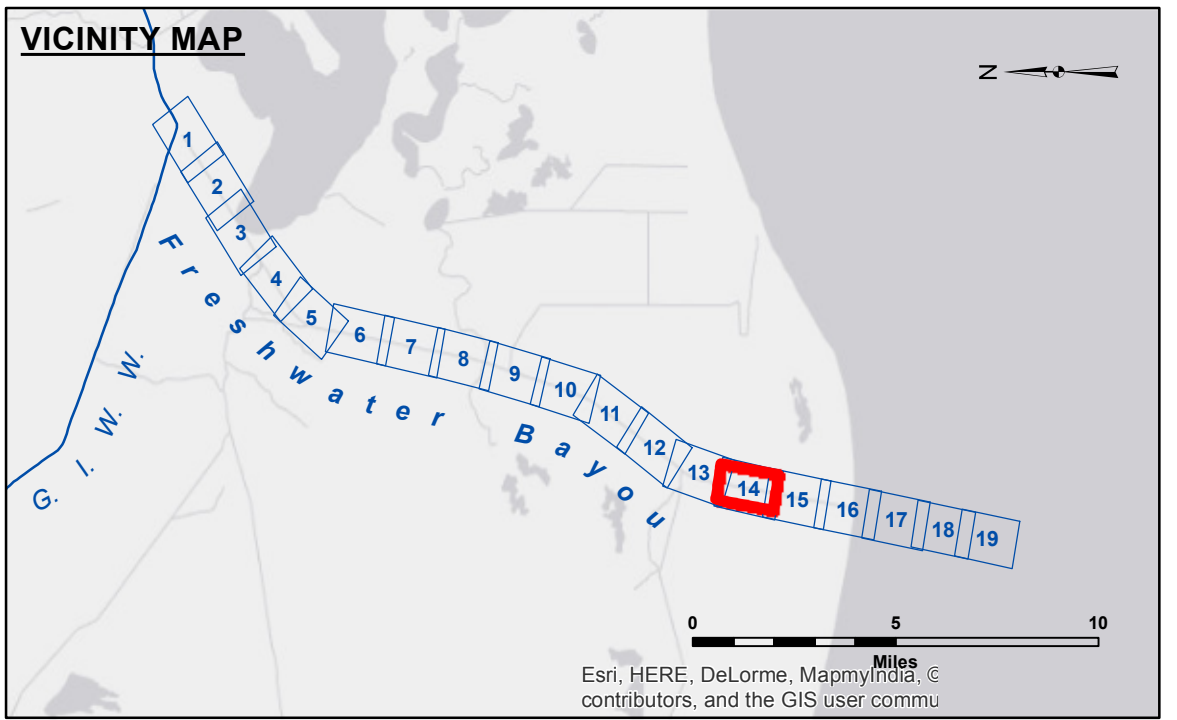 VICINITY MAP
N
1
2
3
4
5
6
7
8
9
10
11
12
13
14
15
16
17
18
19
Freshwater Bayou
G. I. W. W.
0 5 10
Miles
Esri, HERE, DeLorme, MapmyIndia, ©
contributors, and the GIS user commu